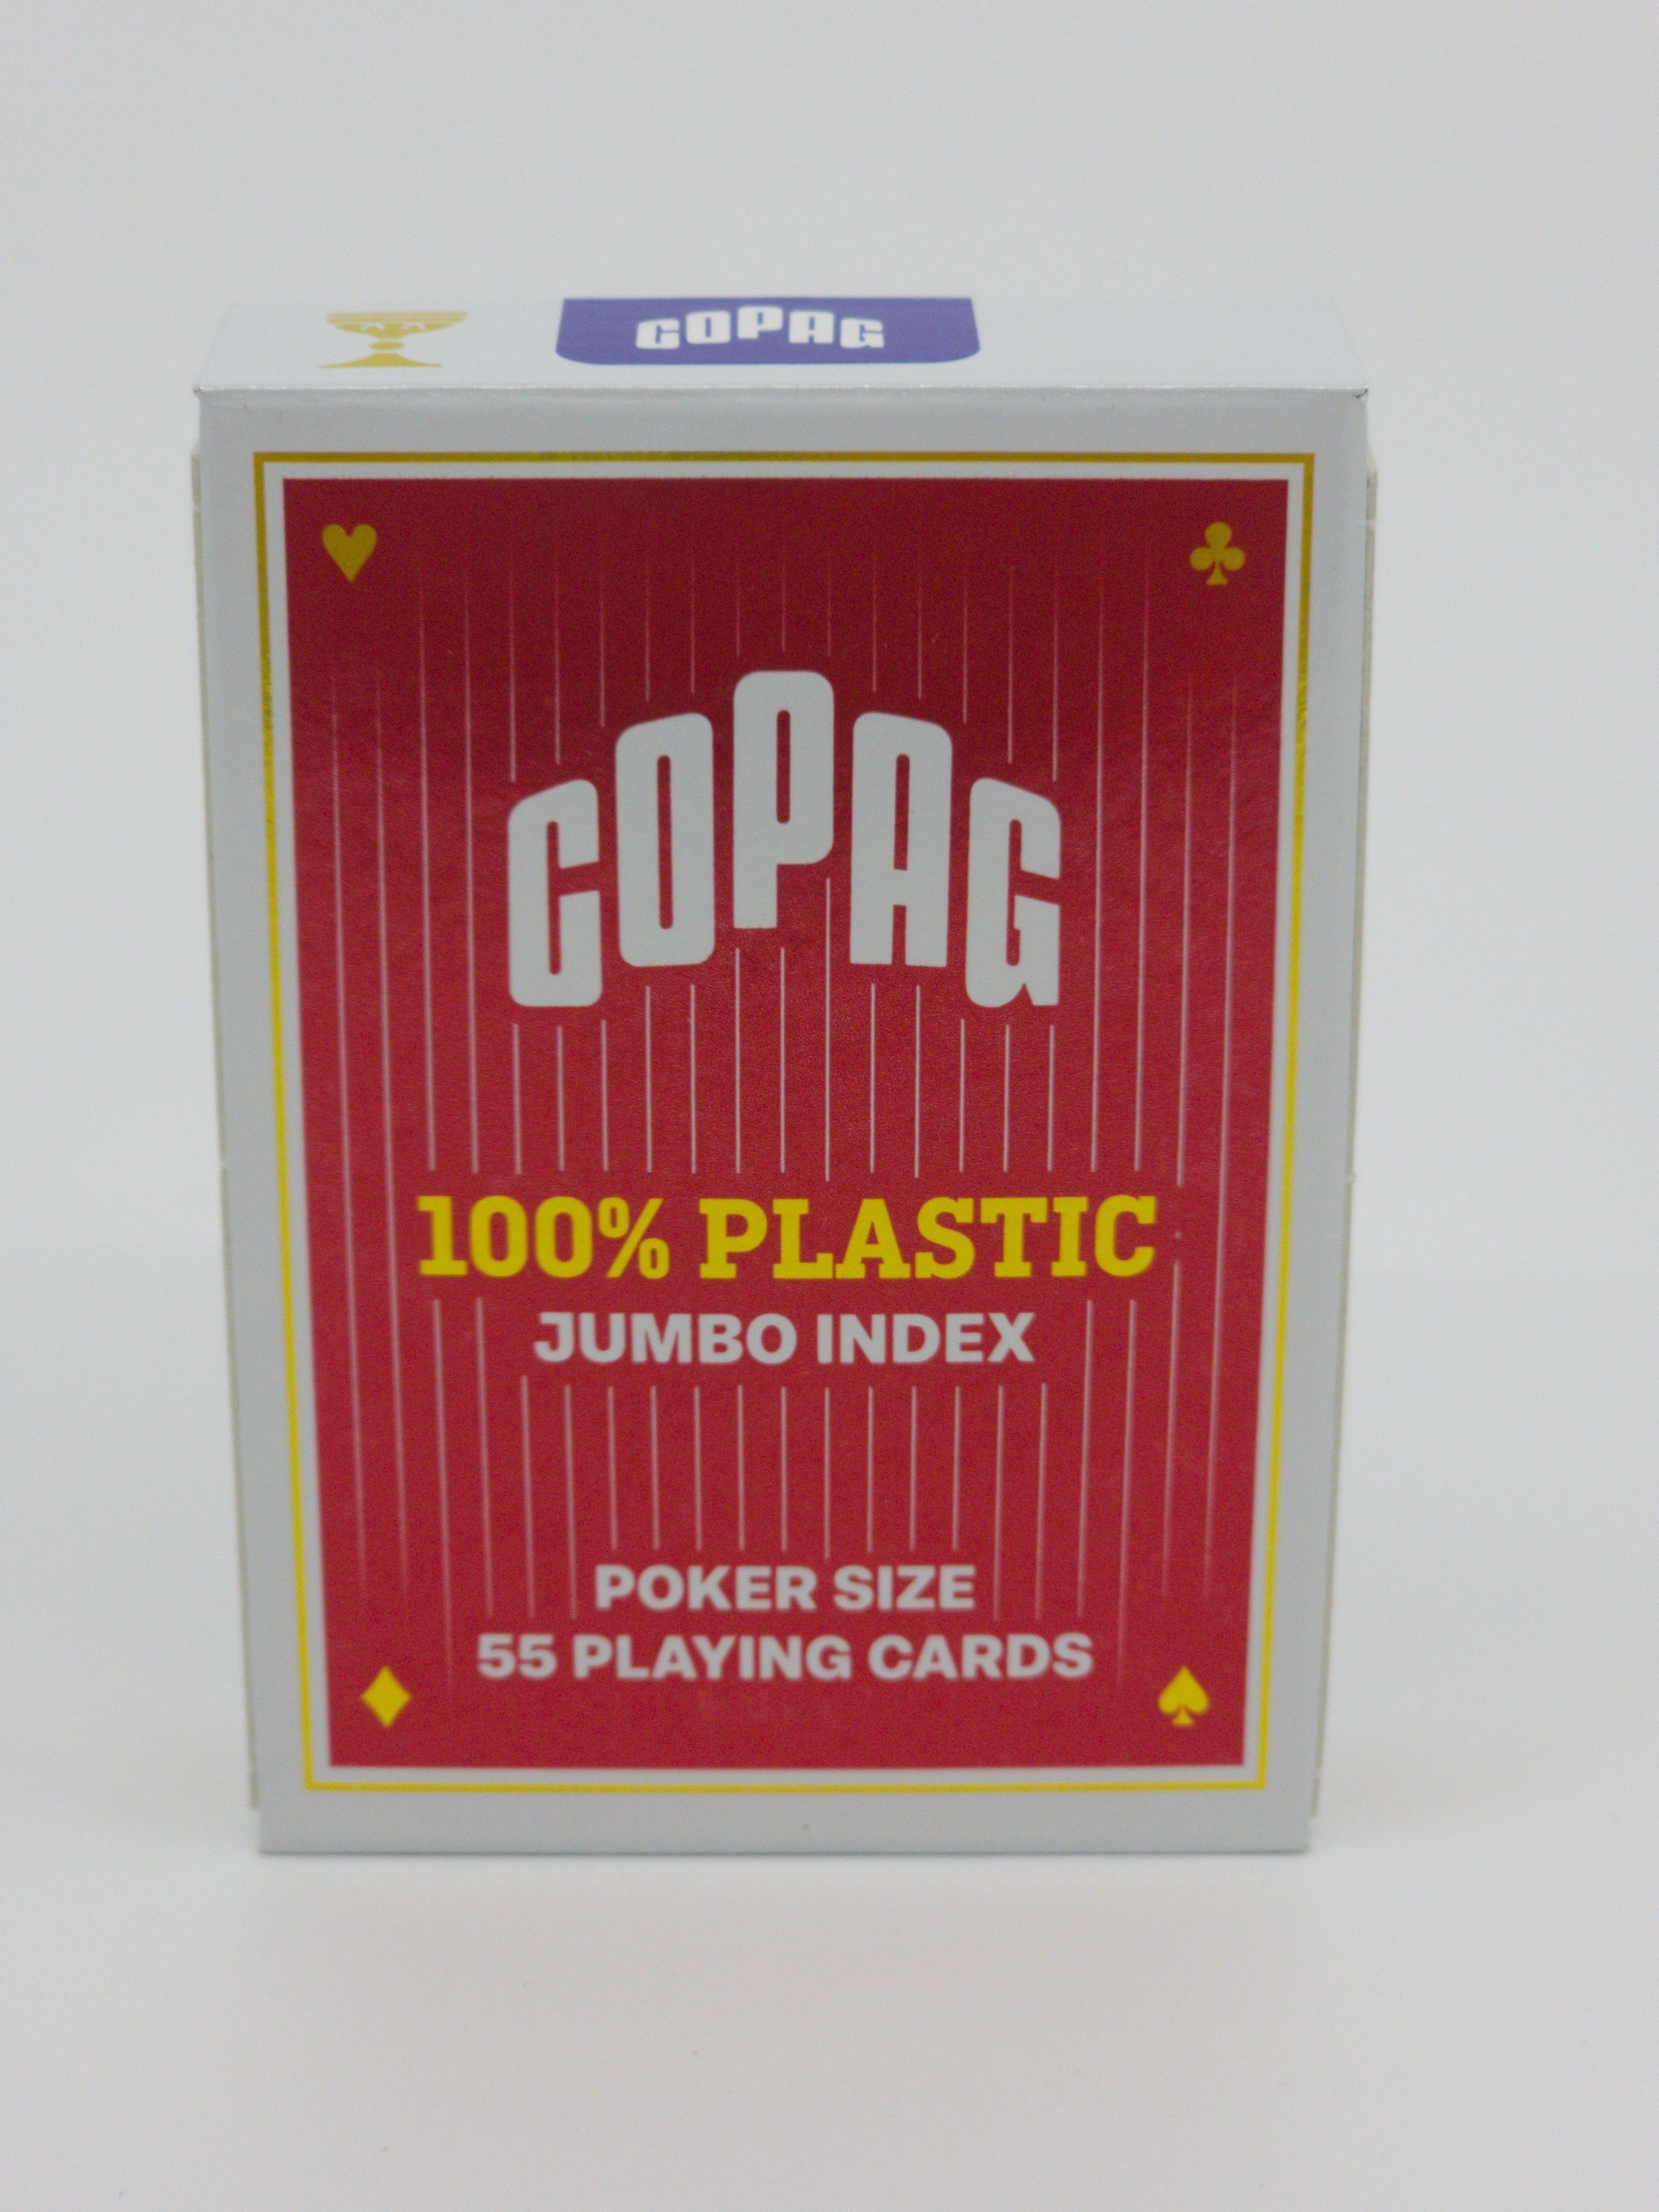 COPAG
COPAG
100% PLASTIC
JUMBO INDEX
POKER SIZE
55 PLAYING CARDS